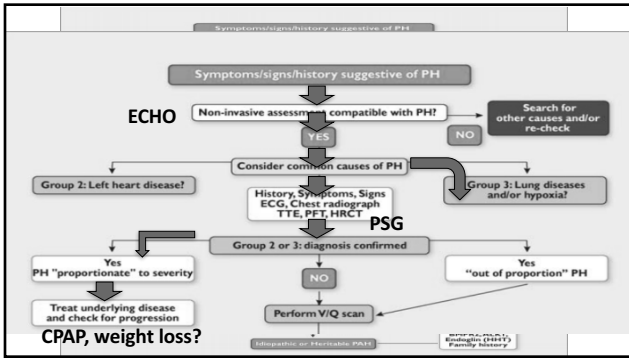 Symptoms/signs/history suggestive of PH
Symptoms/signs/history suggestive of PH
ECHO
Non-invasive assessment compatible with PH?
Search for
other causes and/or
re-check
YES
NO
Consider common causes of PH
Group 2: Left heart disease?
Group 3: Lung diseases
and/or hypoxia?
History, Symptoms, Signs
ECG, Chest radiograph
TTE, PFT, HRCT
PSG
Group 2 or 3: diagnosis confirmed
Yes
PH "proportionate" to severity
Yes
"out of proportion" PH
NO
Treat underlying disease
and check for progression
Perform V/Q scan
CPAP, weight loss?
Idiopathic or Heritable PAH
Endoglin (HHT)
Family history